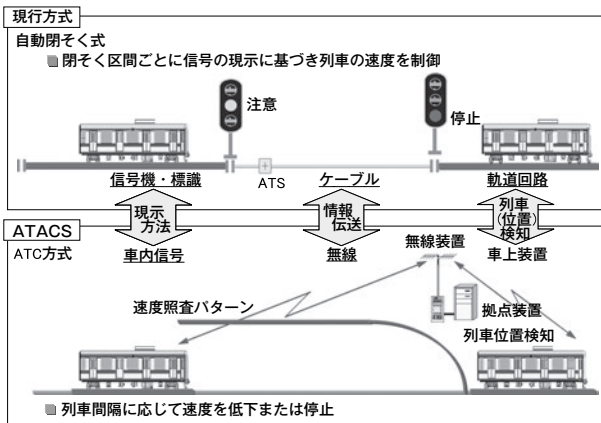 現行方式
自動閉そく式
閉そく区間ごとに信号の現示に基づき列車の速度を制御
注意
停止
ATS
信号機・標識
ケーブル
軌道回路
現示
方法
情報
伝送
列車
(位置)
検知
ATACS
ATC方式
車内信号
無線
車上装置
無線装置
速度照査パターン
拠点装置
列車位置検知
列車間隔に応じて速度を低下または停止